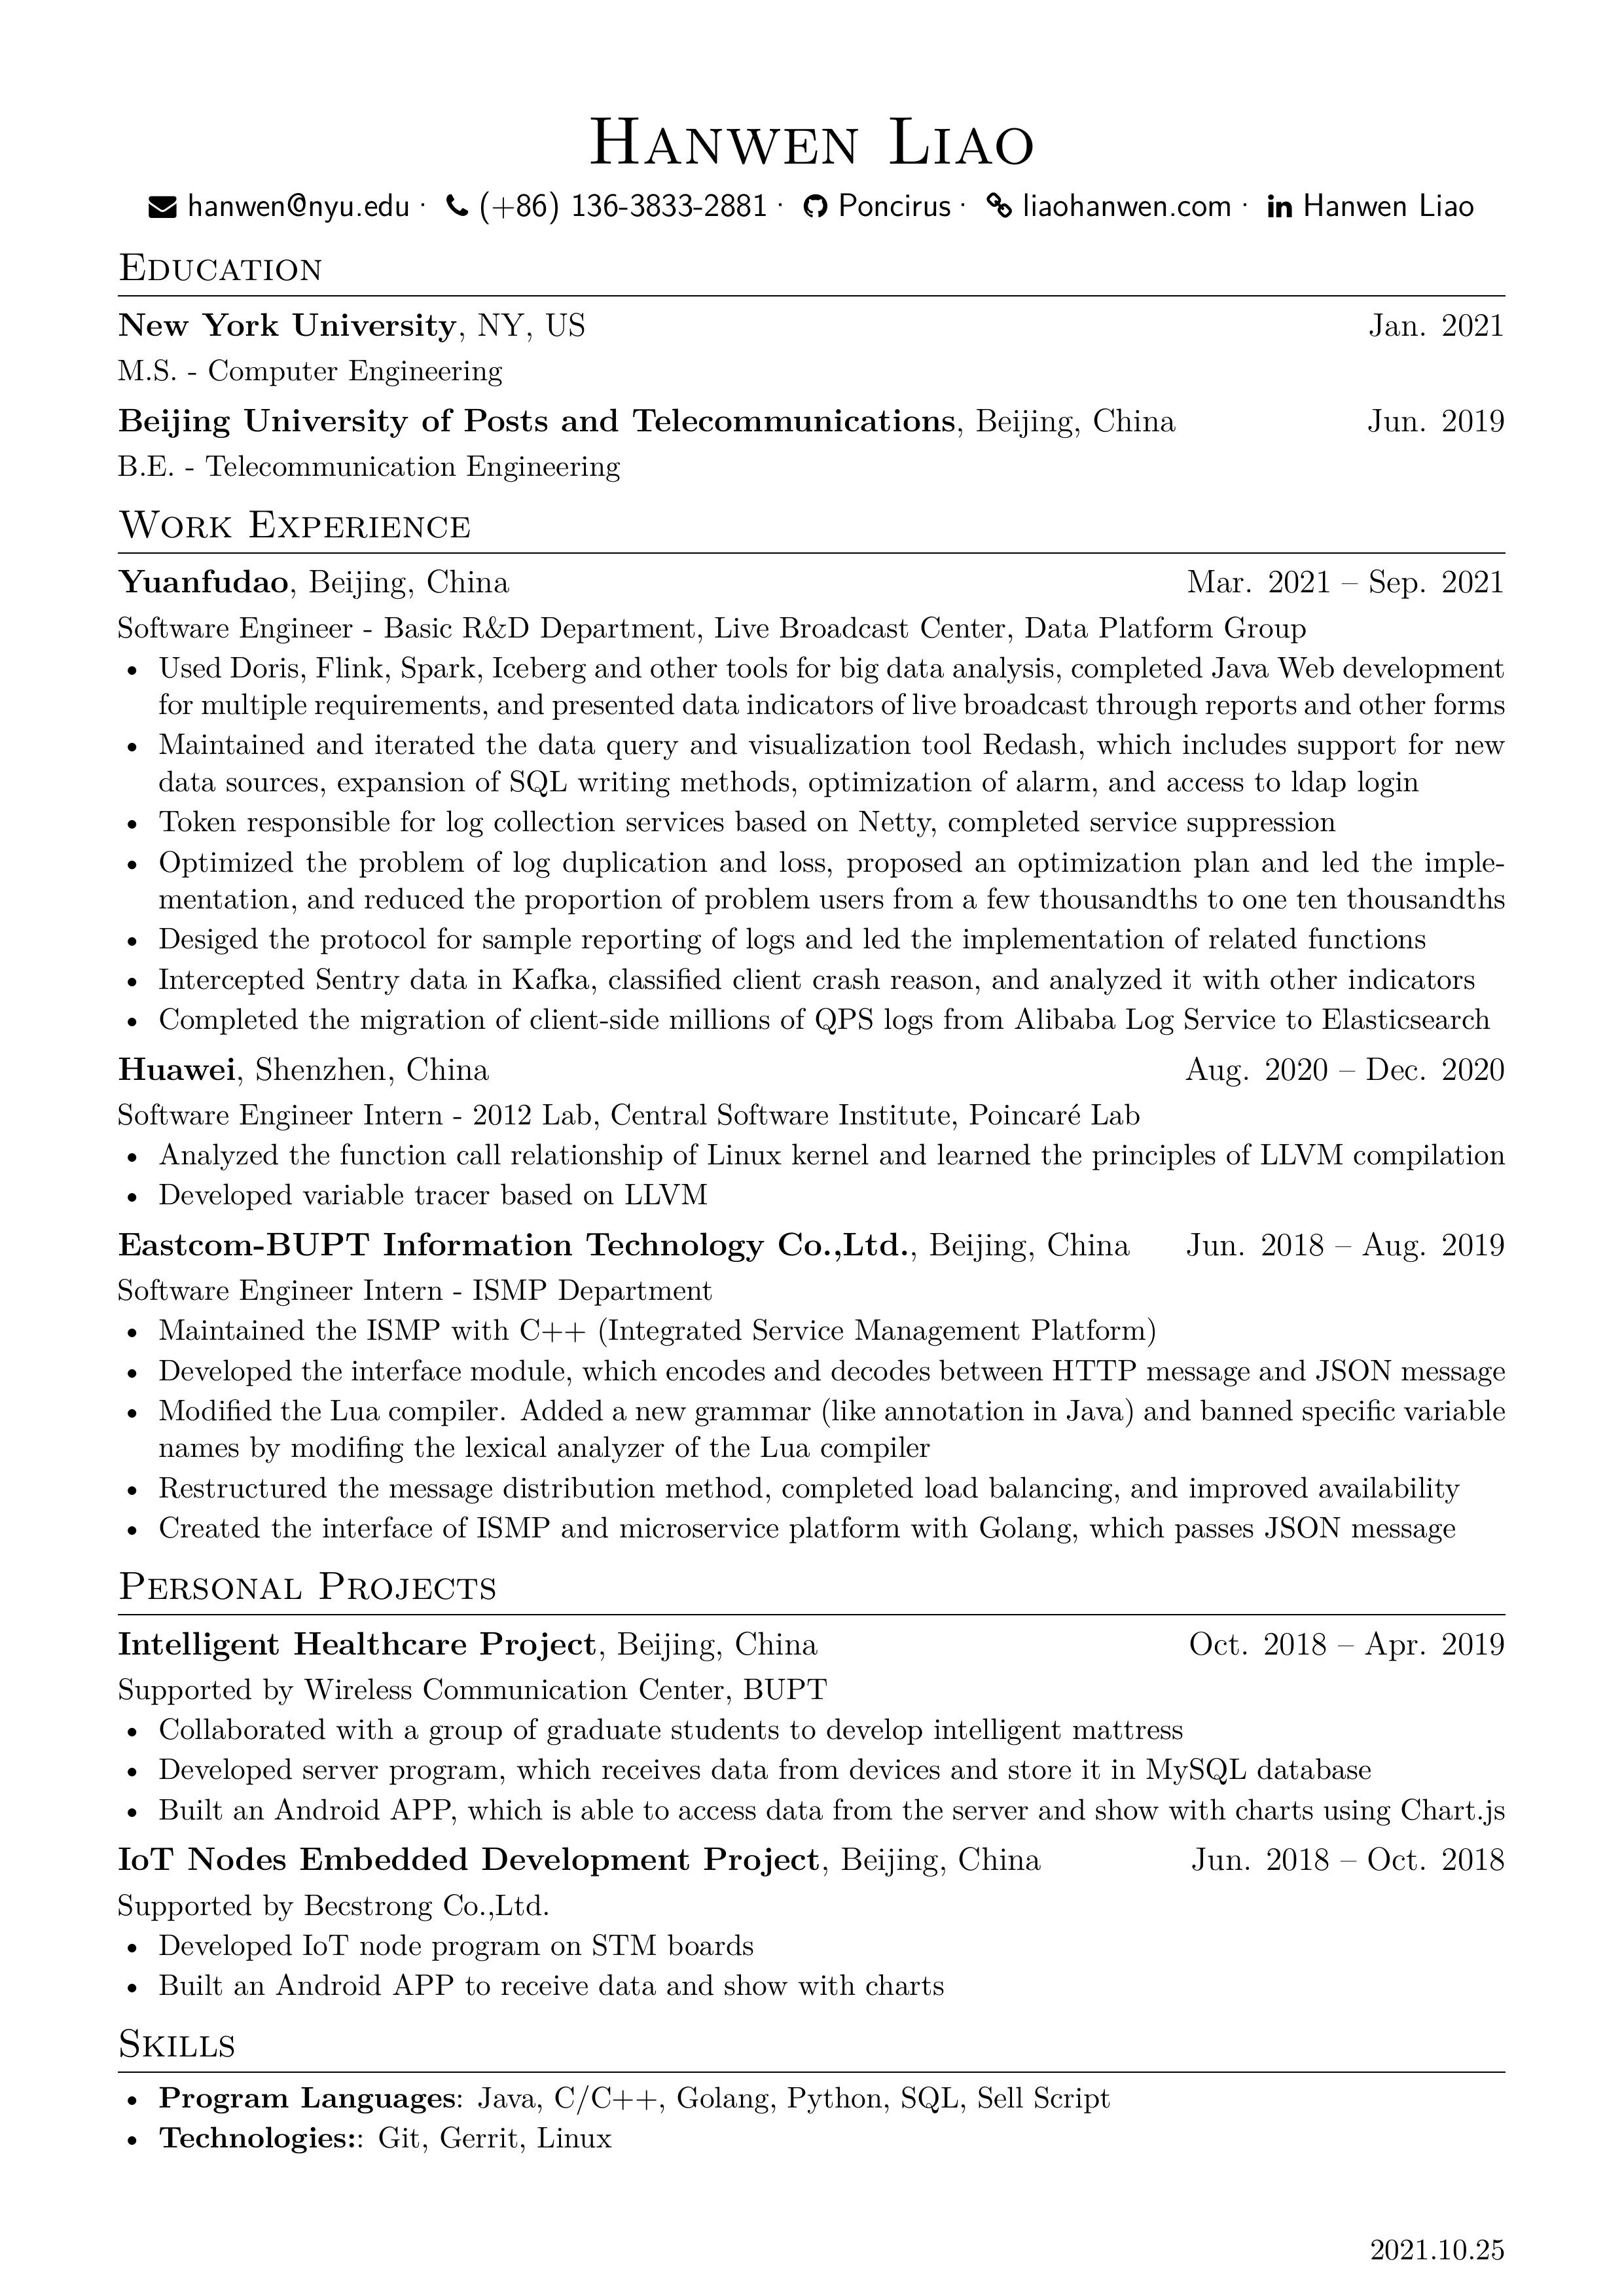 Hanwen Liao
hanwen@nyu.edu · (+86) 136-3833-2881 · Poncirus · liaohanwen.com · Hanwen Liao
Education
New York University, NY, US Jan. 2021
M.S. - Computer Engineering
Beijing University of Posts and Telecommunications, Beijing, China Jun. 2019
B.E. - Telecommunication Engineering
Work Experience
Yuanfudao, Beijing, China Mar. 2021 – Sep. 2021
Software Engineer - Basic R&D Department, Live Broadcast Center, Data Platform Group
• Used Doris, Flink, Spark, Iceberg and other tools for big data analysis, completed Java Web development
for multiple requirements, and presented data indicators of live broadcast through reports and other forms
• Maintained and iterated the data query and visualization tool Redash, which includes support for new
data sources, expansion of SQL writing methods, optimization of alarm, and access to ldap login
• Token responsible for log collection services based on Netty, completed service suppression
• Optimized the problem of log duplication and loss, proposed an optimization plan and led the imple-
mentation, and reduced the proportion of problem users from a few thousandths to one ten thousandths
• Desiged the protocol for sample reporting of logs and led the implementation of related functions
• Intercepted Sentry data in Kafka, classified client crash reason, and analyzed it with other indicators
• Completed the migration of client-side millions of QPS logs from Alibaba Log Service to Elasticsearch
Huawei, Shenzhen, China Aug. 2020 – Dec. 2020
Software Engineer Intern - 2012 Lab, Central Software Institute, Poincaré Lab
• Analyzed the function call relationship of Linux kernel and learned the principles of LLVM compilation
• Developed variable tracer based on LLVM
Eastcom-BUPT Information Technology Co.,Ltd., Beijing, China Jun. 2018 – Aug. 2019
Software Engineer Intern - ISMP Department
• Maintained the ISMP with C++ (Integrated Service Management Platform)
• Developed the interface module, which encodes and decodes between HTTP message and JSON message
• Modified the Lua compiler. Added a new grammar (like annotation in Java) and banned specific variable
names by modifing the lexical analyzer of the Lua compiler
• Restructured the message distribution method, completed load balancing, and improved availability
• Created the interface of ISMP and microservice platform with Golang, which passes JSON message
Personal Projects
Intelligent Healthcare Project, Beijing, China Oct. 2018 – Apr. 2019
Supported by Wireless Communication Center, BUPT
• Collaborated with a group of graduate students to develop intelligent mattress
• Developed server program, which receives data from devices and store it in MySQL database
• Built an Android APP, which is able to access data from the server and show with charts using Chart.js
IoT Nodes Embedded Development Project, Beijing, China Jun. 2018 – Oct. 2018
Supported by Becstrong Co.,Ltd.
• Developed IoT node program on STM boards
• Built an Android APP to receive data and show with charts
Skills
• Program Languages: Java, C/C++, Golang, Python, SQL, Sell Script
• Technologies:: Git, Gerrit, Linux
2021.10.25